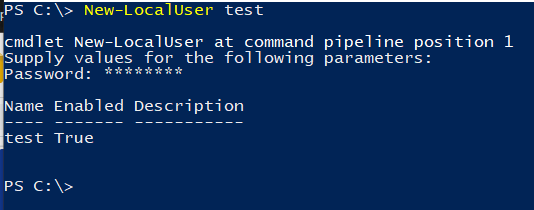 PS C:\> New-LocalUser test
cmdlet New-LocalUser at command pipeline position 1
Supply values for the following parameters:
Password: ********
Name Enabled Description
---- ------- -----------
test True
PS C:\>